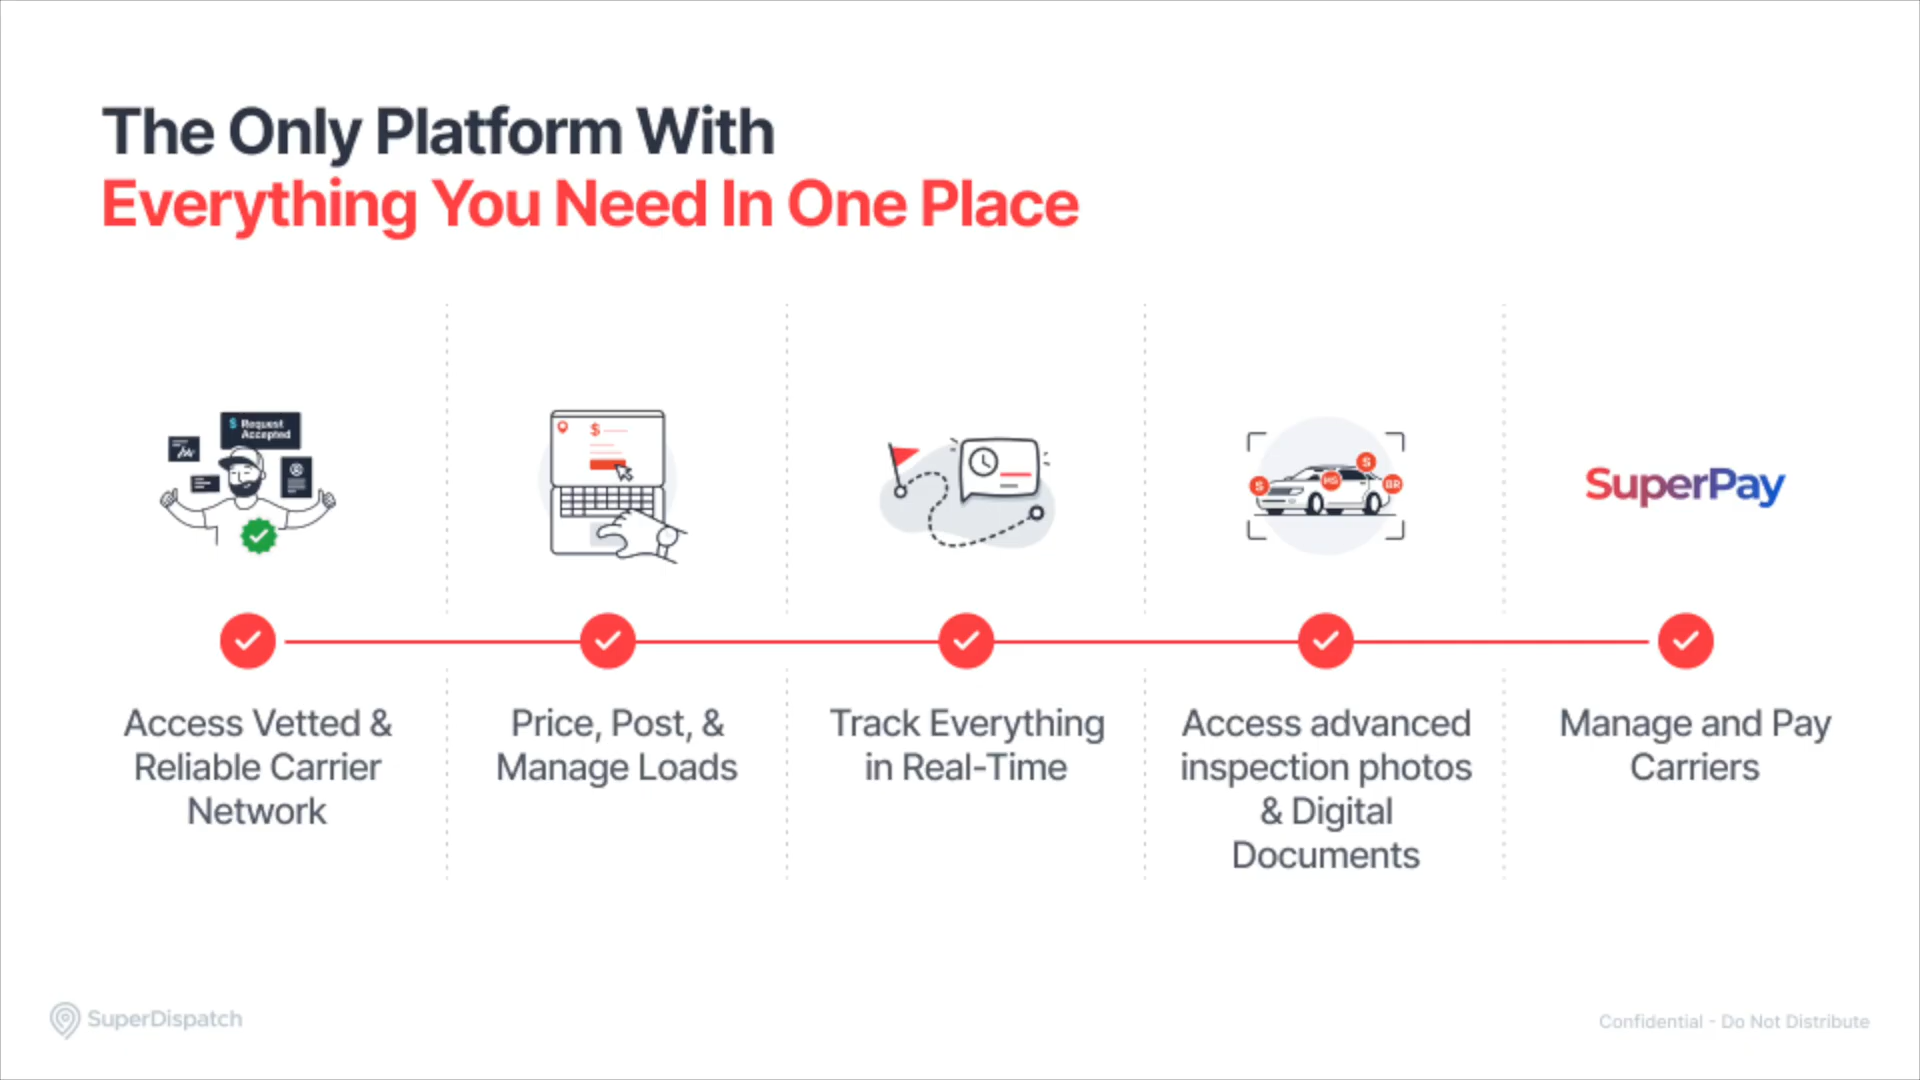 The Only Platform With
Everything You Need In One Place
$ Request
Accepted
$
S
HS
S
BR
SuperPay
Access Vetted &
Reliable Carrier
Network
Price, Post, &
Manage Loads
Track Everything
in Real-Time
Access advanced
inspection photos
& Digital
Documents
Manage and Pay
Carriers
SuperDispatch
Confidential - Do Not Distribute